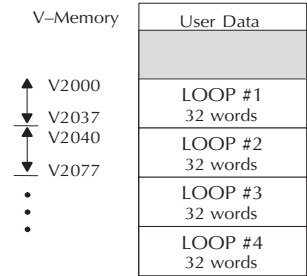 V–Memory User Data
V2000
LOOP #1
32 words
V2037
V2040
LOOP #2
32 words
V2077
LOOP #3
32 words
LOOP #4
32 words